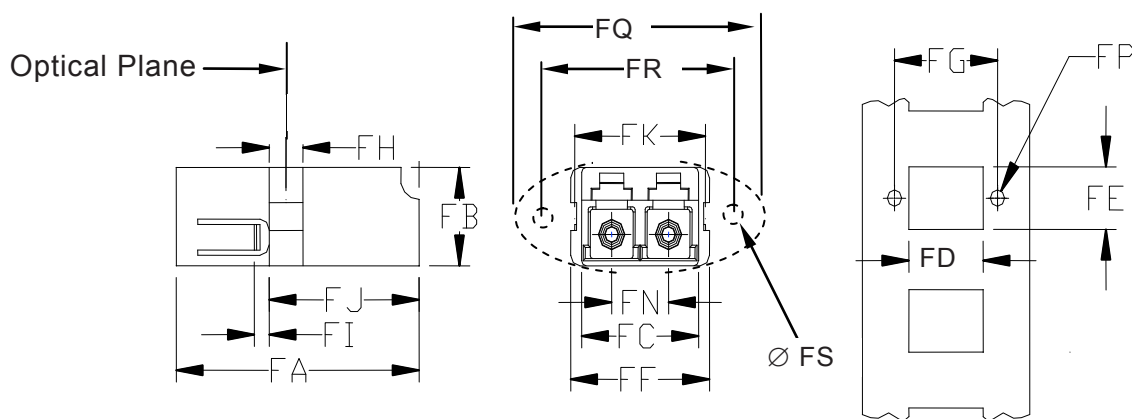 Optical Plane
FH
FB
FJ
FI
FA
FQ
FR
FK
FN
FC
FF
Ø FS
FG
FP
FE
FD